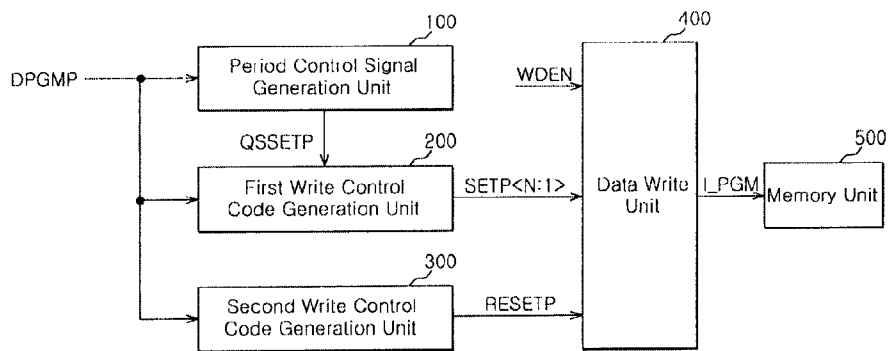 100
DPGMP
Period Control Signal
Generation Unit
QSSETP
200
First Write Control
Code Generation Unit
SETP<N:1>
300
Second Write Control
Code Generation Unit
RESETP
400
WDEN
Data Write
Unit
I_PGM
500
Memory Unit